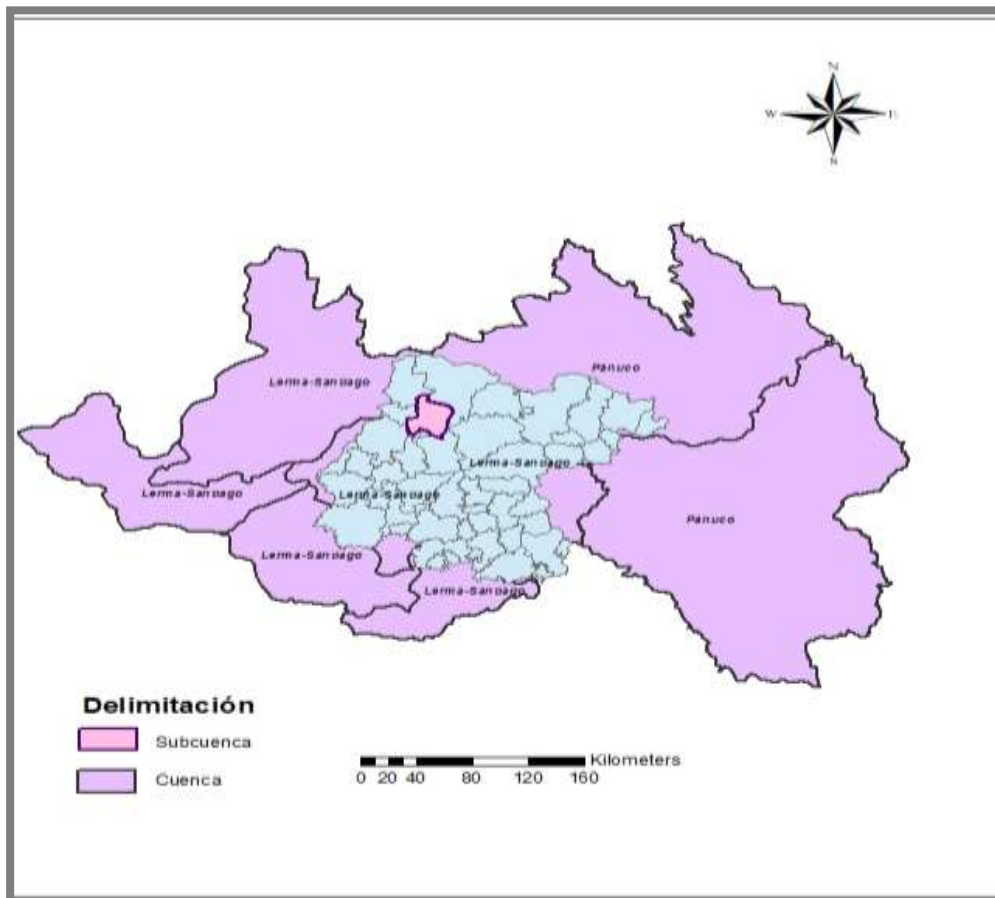 N
W E
S
Panuco
Lerma-Santiago
Lerma-Santiago
Lerma-Santiago
Lerma-Santiago
Panuco
Lerma-Santiago
Lerma-Santiago
Delimitación
Subcuenca
Cuenca
Kilometers
0 20 40 80 120 160